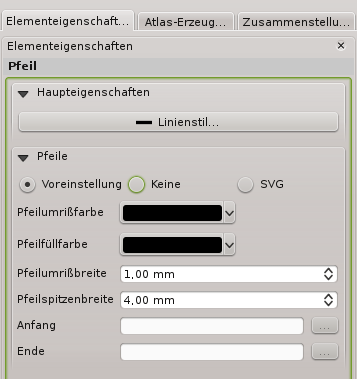 Elementeigenschaft... Atlas-Erzeug... Zusammenstellu...
Elementeigenschaften
Pfeil
Haupteigenschaften
Linienstil...
Pfeile
Voreinstellung Keine SVG
Pfeilumrißfarbe
Pfeilfüllfarbe
Pfeilumrißbreite 1,00 mm
Pfeilspitzenbreite 4,00 mm
Anfang ...
Ende ...